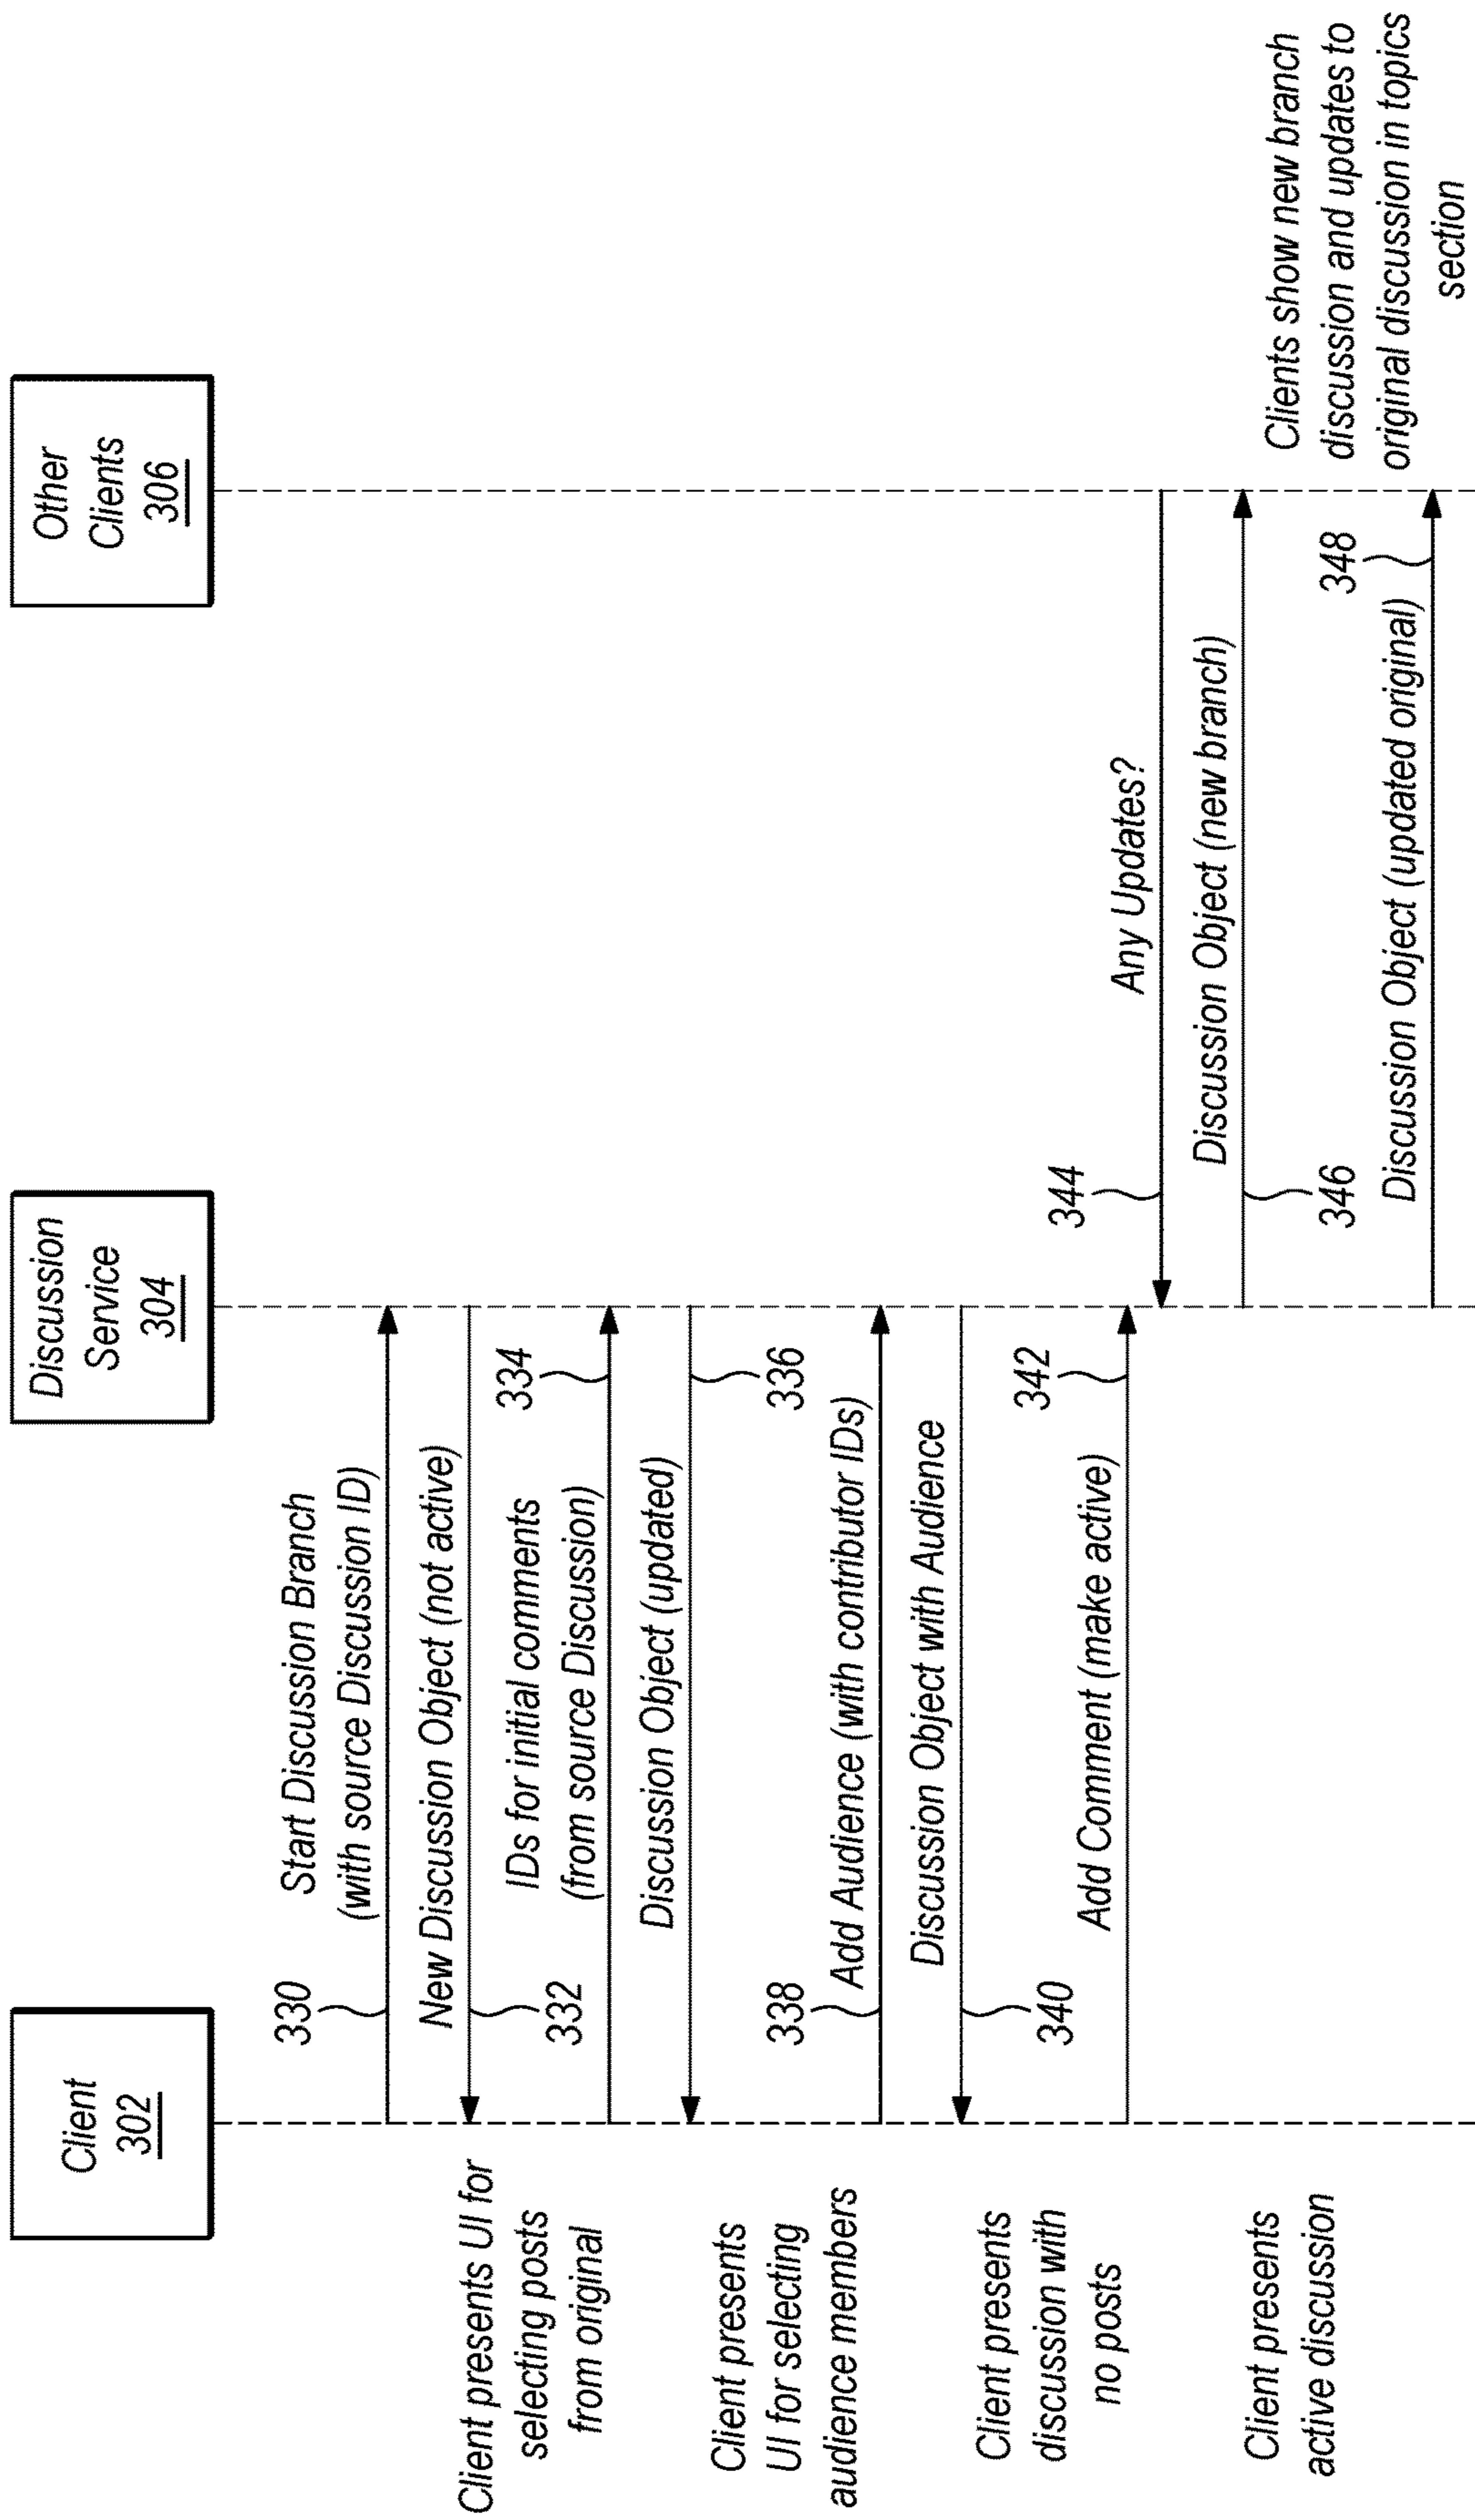 Client
302
Discussion
Service
304
Other
Clients
306
330
Start Discussion Branch
(with source Discussion ID)
New Discussion Object (not active)
332
Client presents UI for
selecting posts
from original
IDs for initial comments
(from source Discussion)
334
Discussion Object (updated)
336
Client presents
UI for selecting
audience members
338
Add Audience (with contributor IDs)
Discussion Object with Audience
340
Client presents
discussion with
no posts
Add Comment (make active)
342
Client presents
active discussion
344
Any Updates?
Discussion Object (new branch)
346
Discussion Object (updated original)
348
Clients show new branch
discussion and updates to
original discussion in topics
section